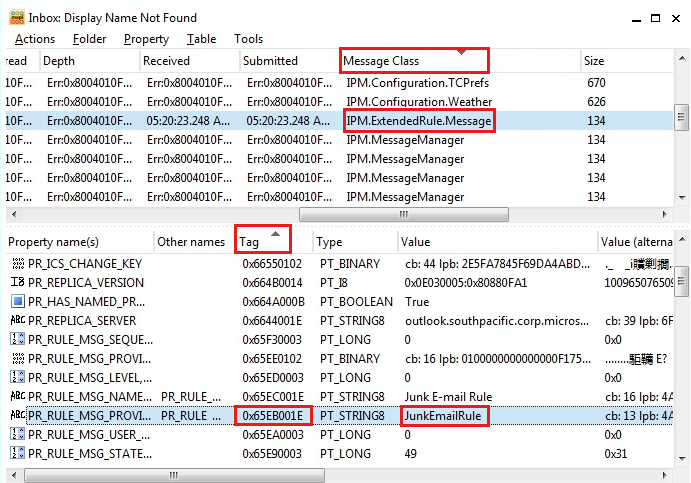 Inbox: Display Name Not Found
Actions Folder Property Table Tools
read Depth Received Submitted Message Class Size
10F... Err:0x8004010F... Err:0x8004010F... Err:0x8004010F... IPM.Configuration.TCPrefs 670
10F... Err:0x8004010F... Err:0x8004010F... Err:0x8004010F... IPM.Configuration.Weather 626
10F... Err:0x8004010F... 05:20:23.248 A... 05:20:23.248 A... IPM.ExtendedRule.Message 134
10F... Err:0x8004010F... Err:0x8004010F... Err:0x8004010F... IPM.MessageManager 134
10F... Err:0x8004010F... Err:0x8004010F... Err:0x8004010F... IPM.MessageManager 134
10F... Err:0x8004010F... Err:0x8004010F... Err:0x8004010F... IPM.MessageManager 134
10F... Err:0x8004010F... Err:0x8004010F... Err:0x8004010F... IPM.MessageManager 134
Property name(s) Other names Tag Type Value Value (alterna
PR_ICS_CHANGE_KEY 0x66550102 PT_BINARY cb: 44 lpb: 2E5FA7845F69DA4ABD...
PR_REPLICA_VERSION 0x664B0014 PT_I8 0x0E030005:0x80880FA1 100965076509
PR_HAS_NAMED_PR... 0x664A000B PT_BOOLEAN True
PR_REPLICA_SERVER 0x6644001E PT_STRING8 outlook.southpacific.corp.micros... cb: 39 lpb: 6F
PR_RULE_MSG_SEQUE... 0x65F30003 PT_LONG 0 0x0
PR_RULE_MSG_PROVI... 0x65EE0102 PT_BINARY cb: 16 lpb: 0100000000000000F175...
PR_RULE_MSG_LEVEL,... 0x65ED0003 PT_LONG 0 0x0
PR_RULE_MSG_NAME... PR_RULE_... 0x65EC001E PT_STRING8 Junk E-mail Rule cb: 16 lpb: 4A
PR_RULE_MSG_PROVI... PR_RULE_... 0x65EB001E PT_STRING8 JunkEmailRule cb: 13 lpb: 4A
PR_RULE_MSG_USER_... 0x65EA0003 PT_LONG 0 0x0
PR_RULE_MSG_STATE... 0x65E90003 PT_LONG 49 0x31